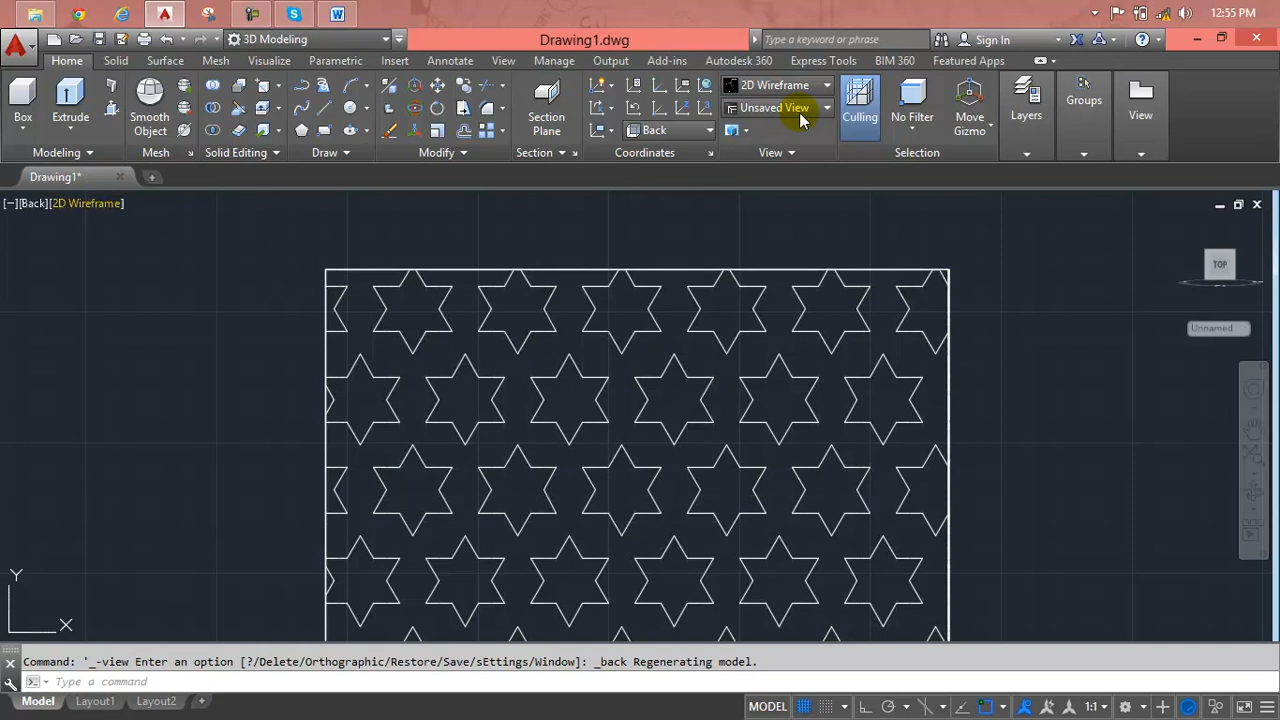 12:55 PM
3D Modeling
Drawing1.dwg
Type a keyword or phrase
Sign In
Home Solid Surface Mesh Visualize Parametric Insert Annotate View Manage Output Add-ins Autodesk 360 Express Tools BIM 360 Featured Apps
Box
Extrude
Smooth Object
Section Plane
Back
2D Wireframe
Unsaved View
Culling
No Filter
Move Gizmo
Layers
Groups
View
Modeling Mesh Solid Editing Draw Modify Section Coordinates View Selection
Drawing1*
[−][Back][2D Wireframe]
TOP
Unnamed
Y
X
Command: '_-view Enter an option [?/Delete/Orthographic/Restore/Save/sEttings/Window]: _back Regenerating model.
Type a command
Model Layout1 Layout2 +
MODEL
1:1